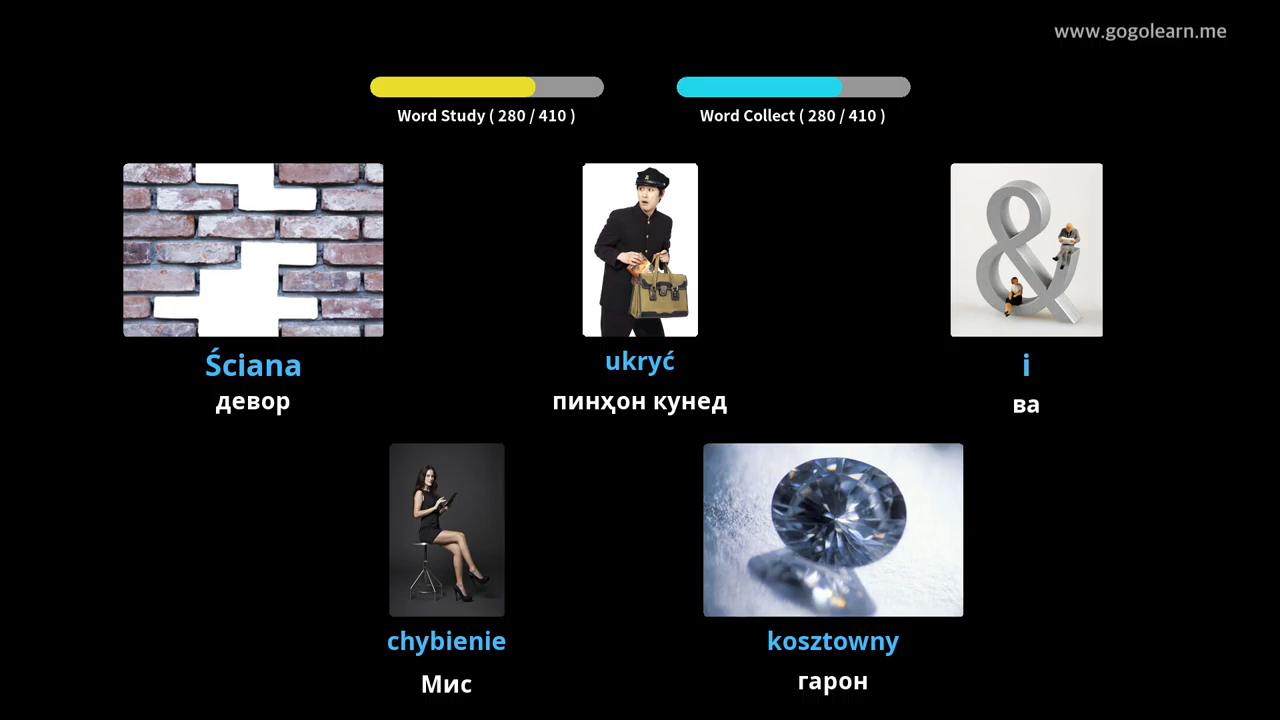 www.gogolearn.me
Word Study ( 280 / 410 )
Word Collect ( 280 / 410 )
Ściana
девор
ukryć
пинҳон кунед
i
ва
chybienie
Мис
kosztowny
гарон